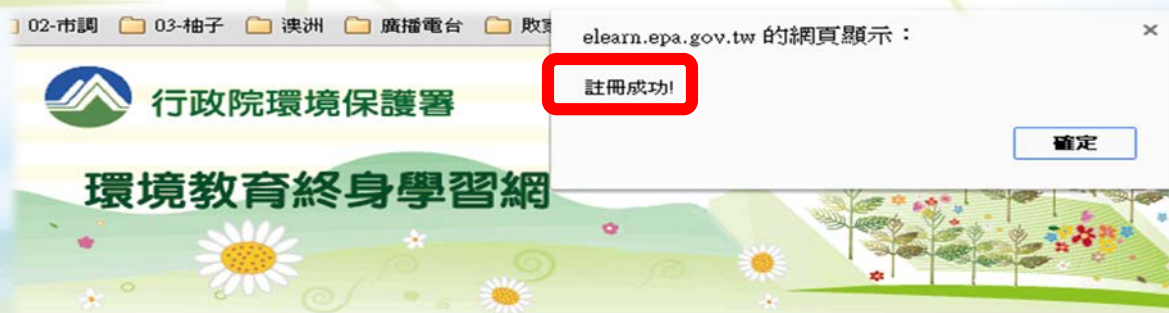 02-市調 03-柚子 澳洲 廣播電台 敗家
elearn.epa.gov.tw 的網頁顯示：
註冊成功!
確定
行政院環境保護署
環境教育終身學習網